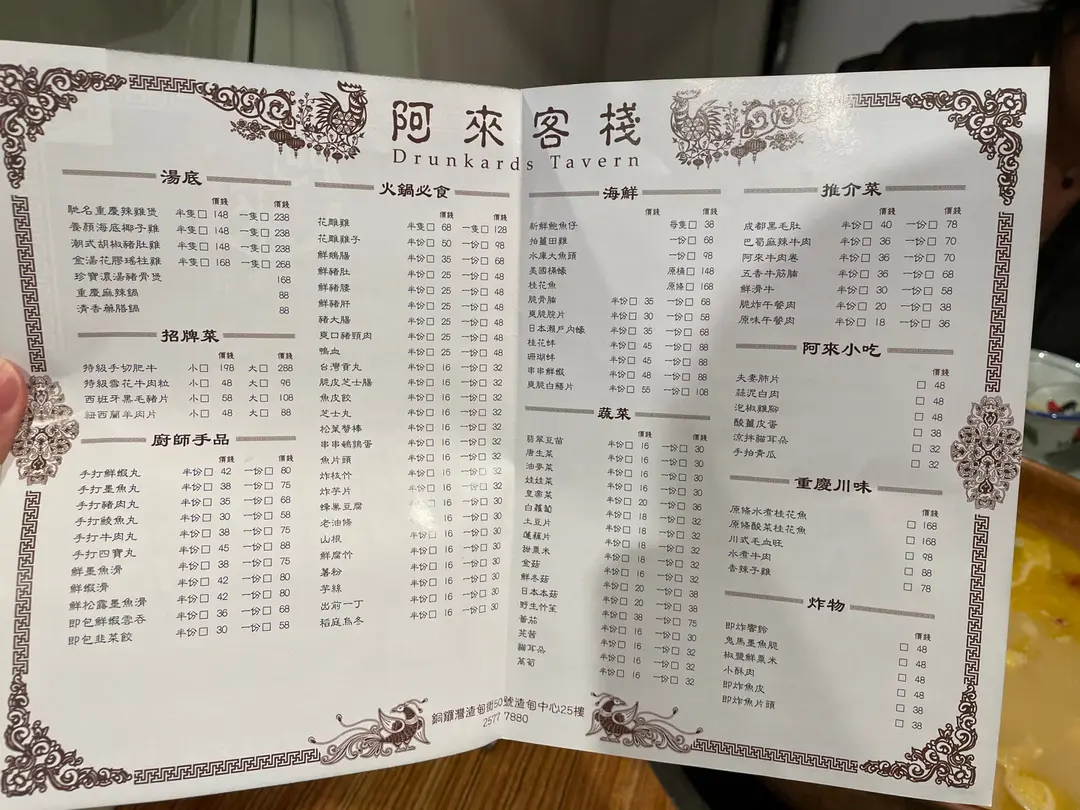 阿來客棧
Drunkards Tavern
湯底
價錢 價錢
馳名重慶辣雞煲 半隻□ 148 一隻□ 238
養顏海底椰子雞 半隻□ 148 一隻□ 238
潮式胡椒豬肚雞 半隻□ 148 一隻□ 238
金湯花膠瑤柱雞 半隻□ 168 一隻□ 268
珍寶濃湯豬骨煲 168
重慶麻辣鍋 88
清香藥膳鍋 88
招牌菜
價錢 價錢
特級手切肥牛 小□ 198 大□ 288
特級雪花牛肉粒 小□ 48 大□ 96
西班牙黑毛豬片 小□ 58 大□ 108
紐西蘭羊肉片 小□ 48 大□ 88
廚師手品
價錢 價錢
手打鮮蝦丸 半份□ 42 一份□ 80
手打墨魚丸 半份□ 38 一份□ 75
手打豬肉丸 半份□ 35 一份□ 68
手打鯪魚丸 半份□ 30 一份□ 58
手打牛肉丸 半份□ 38 一份□ 75
手打四寶丸 半份□ 45 一份□ 88
鮮墨魚滑 半份□ 38 一份□ 75
鮮蝦滑 半份□ 42 一份□ 80
鮮松露墨魚滑 半份□ 42 一份□ 80
即包鮮蝦雲吞 半份□ 36 一份□ 68
即包韭菜餃 半份□ 30 一份□ 58
火鍋必食
價錢 價錢
花雕雞 半隻□ 68 一隻□ 128
花雕雞子 半份□ 50 一份□ 98
鮮鵝腸 半份□ 35 一份□ 68
鮮豬肚 半份□ 25 一份□ 48
鮮豬膶 半份□ 25 一份□ 48
鮮豬肝 半份□ 25 一份□ 48
豬大腸 半份□ 25 一份□ 48
爽口豬頸肉 半份□ 25 一份□ 48
鴨血 半份□ 25 一份□ 48
台灣貢丸 半份□ 16 一份□ 32
脆皮芝士腸 半份□ 16 一份□ 32
魚皮餃 半份□ 16 一份□ 32
芝士丸 半份□ 16 一份□ 32
松葉蟹棒 半份□ 16 一份□ 32
串串鵪鶉蛋 半份□ 16 一份□ 32
魚片頭 半份□ 16 一份□ 32
炸枝竹 半份□ 16 一份□ 32
炸芋片 半份□ 16 一份□ 32
蜂巢豆腐 16 一份□ 30
老油條 半份□ 16 一份□ 30
山根 半份□ 16 一份□ 30
鮮腐竹 半份□ 16 一份□ 30
薯粉 半份□ 16 一份□ 30
芋絲 半份□ 16 一份□ 30
出前一丁 半份□ 16 一份□ 30
稻庭烏冬 半份□ 16 一份□ 30
海鮮
價錢 價錢
新鮮鮑魚仔 每隻□ 38
拍薑田雞 一份□ 68
水庫大魚頭 一份□ 98
美國桶蠔 原桶□ 148
桂花魚 原條□ 168
脆骨腩 半份□ 35 一份□ 68
爽脆脘片 半份□ 30 一份□ 58
日本瀨戶內蠔 半份□ 35 一份□ 68
桂花蚌 半份□ 45 一份□ 88
珊瑚蚌 半份□ 45 一份□ 88
串串鮮蝦 半份□ 48 一份□ 88
爽脆白鱔片 半份□ 55 一份□ 108
蔬菜
價錢 價錢
翡翠豆苗 半份□ 16 一份□ 30
唐生菜 半份□ 16 一份□ 30
油麥菜 半份□ 16 一份□ 30
娃娃菜 半份□ 16 一份□ 30
皇帝菜 半份□ 16 一份□ 30
白蘿蔔 半份□ 20 一份□ 36
土豆片 半份□ 18 一份□ 32
蓮藕片 半份□ 18 一份□ 32
甜粟米 半份□ 18 一份□ 32
金菇 半份□ 18 一份□ 32
鮮冬菇 半份□ 20 一份□ 38
日本本菇 半份□ 20 一份□ 38
野生竹笙 半份□ 38 一份□ 75
蕃茄 半份□ 16 一份□ 30
芫茜 半份□ 16 一份□ 32
貓耳朵 半份□ 16 一份□ 32
萵筍 半份□ 16 一份□ 32
推介菜
價錢 價錢
成都黑毛肚 半份□ 40 一份□ 78
巴蜀麻辣牛肉 半份□ 36 一份□ 70
阿來牛肉卷 半份□ 36 一份□ 70
五香牛筋腩 半份□ 36 一份□ 68
鮮滑牛 半份□ 30 一份□ 58
脆炸午餐肉 半份□ 20 一份□ 38
原味午餐肉 半份□ 18 一份□ 36
阿來小吃
價錢
夫妻肺片 □ 48
蒜泥白肉 □ 48
泡椒雞腳 □ 48
酸薑皮蛋 □ 38
涼拌貓耳朵 □ 32
手拍青瓜 □ 32
重慶川味
價錢
原條水煮桂花魚 □ 168
原條酸菜桂花魚 □ 168
川式毛血旺 □ 98
水煮牛肉 □ 88
香辣子雞 □ 78
炸物
價錢
即炸響鈴 □ 48
鬼馬墨魚脆 □ 48
椒鹽鮮粟米 □ 48
小酥肉 □ 48
即炸魚皮 □ 38
即炸魚片頭 □ 38
銅鑼灣渣甸街50號渣甸中心25樓
2577 7880